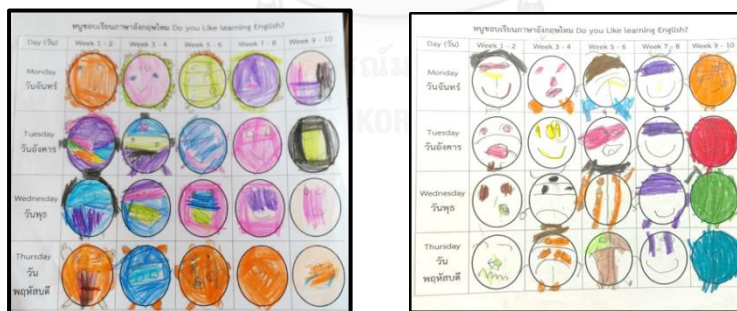 หนูชอบเรียนภาษาอังกฤษไหม Do you Like learning English?
Day (วัน) Week 1 - 2 Week 3 - 4 Week 5 - 6 Week 7 - 8 Week 9 - 10
Monday
วันจันทร์
Tuesday
วันอังคาร
Wednesday
วันพุธ
Thursday
วัน
พฤหัสบดี
หนูชอบเรียนภาษาอังกฤษไหม Do you Like learning English?
Day (วัน) Week 1 - 2 Week 3 - 4 Week 5 - 6 Week 7 - 8 Week 9 - 10
Monday
วันจันทร์
Tuesday
วันอังคาร
Wednesday
วันพุธ
Thursday
วัน
พฤหัสบดี